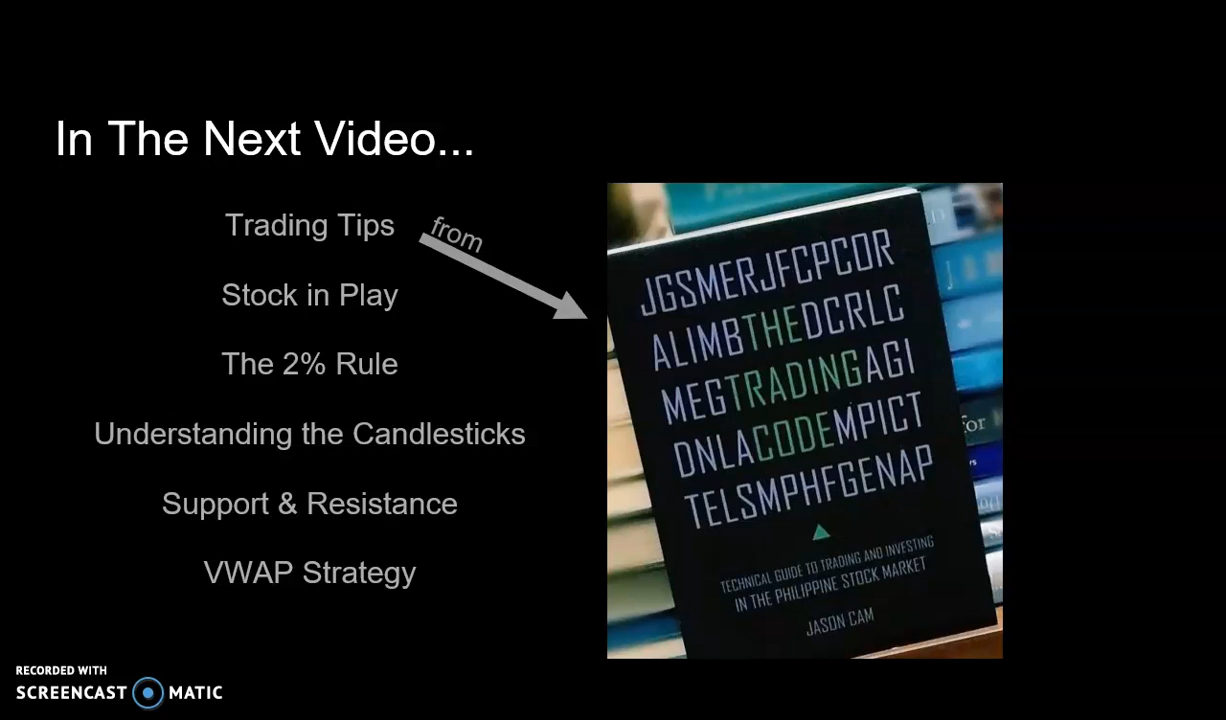 In The Next Video...
Trading Tips
from
Stock in Play
The 2% Rule
Understanding the Candlesticks
Support & Resistance
VWAP Strategy
JGSMERJFCPCOR
ALIMBTHEDCRLC
MEGTRADINGAGI
DNLACODEMPICT
TELSMPHFGENAP
TECHNICAL GUIDE TO TRADING AND INVESTING
IN THE PHILIPPINE STOCK MARKET
JASON CAM
for
RECORDED WITH
SCREENCAST MATIC